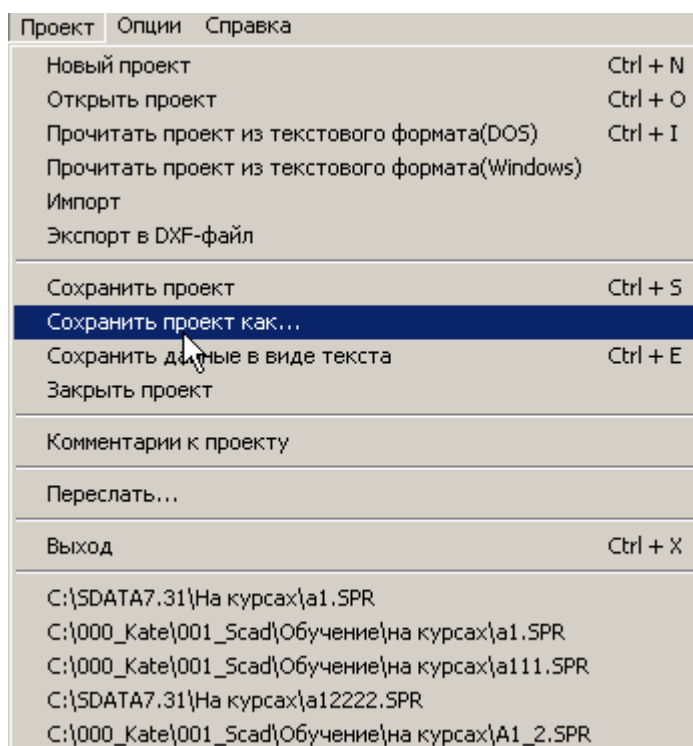 Проект Опции Справка
Новый проект Ctrl + N
Открыть проект Ctrl + O
Прочитать проект из текстового формата(DOS) Ctrl + I
Прочитать проект из текстового формата(Windows)
Импорт
Экспорт в DXF-файл
Сохранить проект Ctrl + S
Сохранить проект как...
Сохранить данные в виде текста Ctrl + E
Закрыть проект
Комментарии к проекту
Переслать...
Выход Ctrl + X
C:\SDATA7.31\На курсах\a1.SPR
C:\000_Kate\001_Scad\Обучение\на курсах\a1.SPR
C:\000_Kate\001_Scad\Обучение\на курсах\a111.SPR
C:\SDATA7.31\На курсах\a12222.SPR
C:\000_Kate\001_Scad\Обучение\на курсах\A1_2.SPR